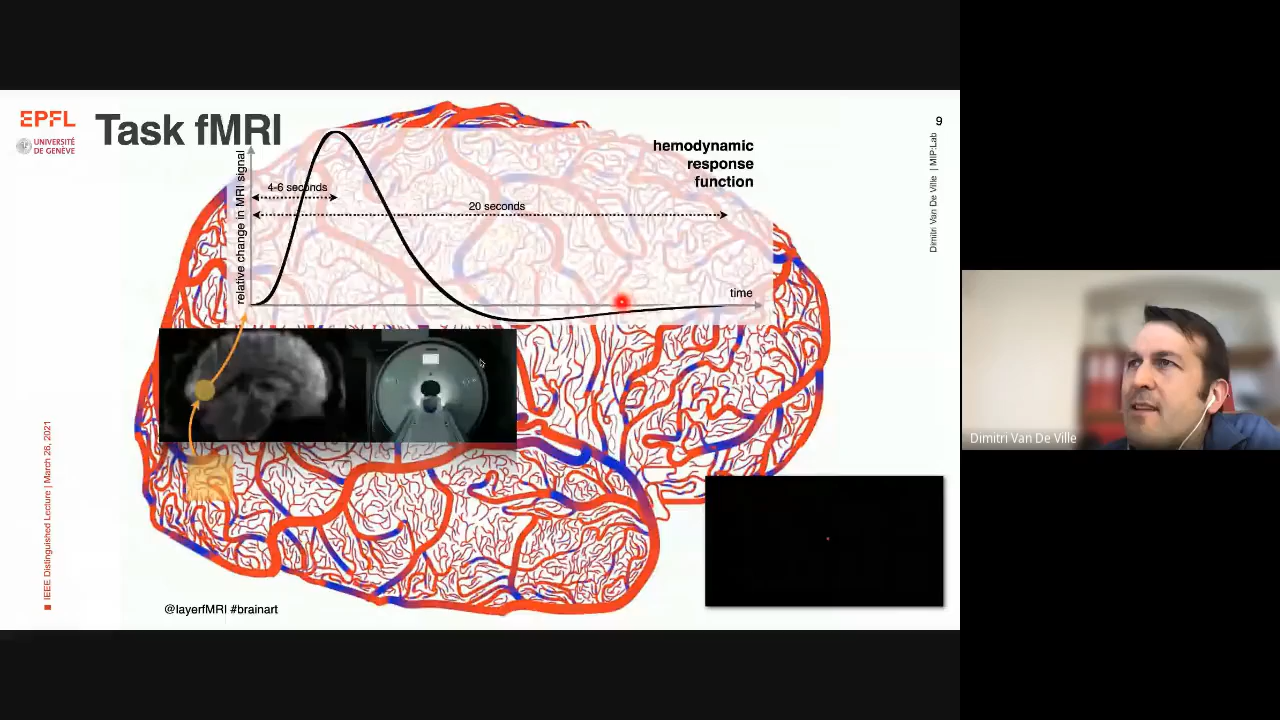 EPFL
UNIVERSITÉ
DE GENÈVE
Task fMRI
9
Dimitri Van De Ville | MIP:Lab
hemodynamic
response
function
relative change in MRI signal
4-6 seconds
20 seconds
time
IEEE Distinguished Lecture | March 26, 2021
@layerfMRI #brainart
Dimitri Van De Ville